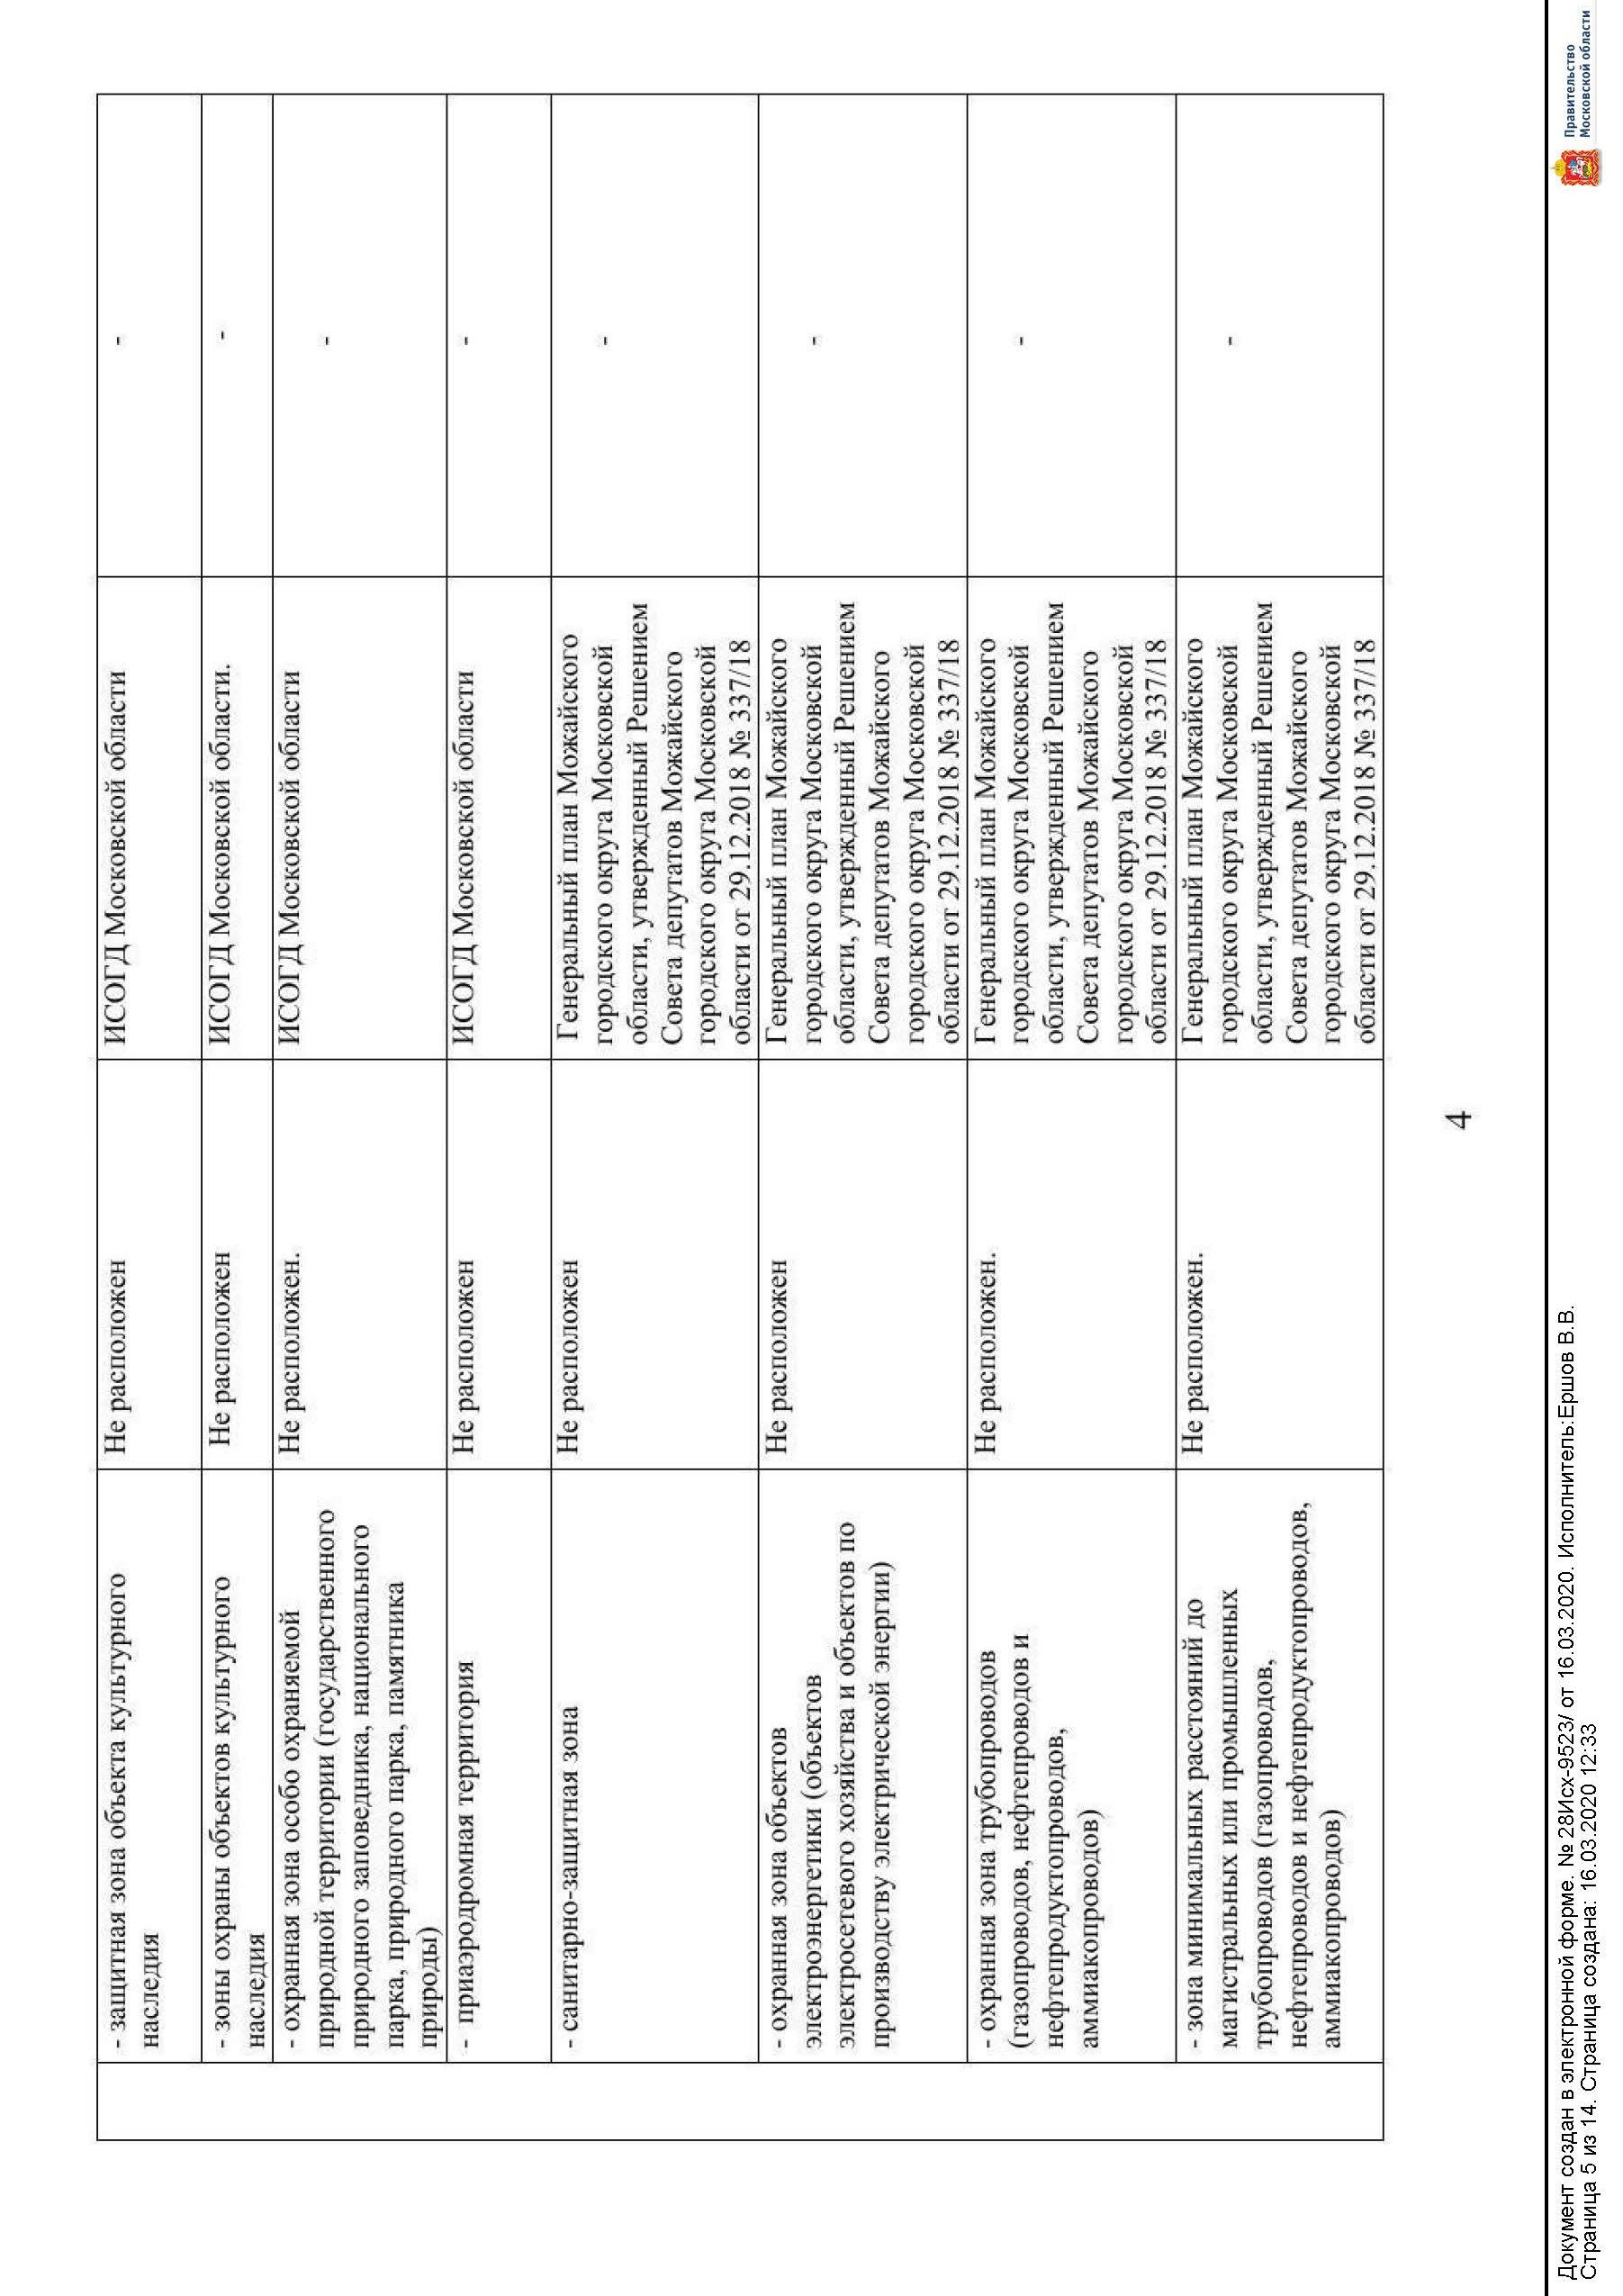 - защитная зона объекта культурного
наследия
Не расположен
ИСОГД Московской области
-
- зоны охраны объектов культурного
наследия
Не расположен
ИСОГД Московской области.
-
- охранная зона особо охраняемой
природной территории (государственного
природного заповедника, национального
парка, природного парка, памятника
природы)
Не расположен.
ИСОГД Московской области
-
- приаэродромная территория
Не расположен
ИСОГД Московской области
-
- санитарно-защитная зона
Не расположен
Генеральный план Можайского
городского округа Московской
области, утвержденный Решением
Совета депутатов Можайского
городского округа Московской
области от 29.12.2018 № 337/18
-
- охранная зона объектов
электроэнергетики (объектов
электросетевого хозяйства и объектов по
производству электрической энергии)
Не расположен
Генеральный план Можайского
городского округа Московской
области, утвержденный Решением
Совета депутатов Можайского
городского округа Московской
области от 29.12.2018 № 337/18
-
- охранная зона трубопроводов
(газопроводов, нефтепроводов и
нефтепродуктопроводов,
аммиакопроводов)
Не расположен.
Генеральный план Можайского
городского округа Московской
области, утвержденный Решением
Совета депутатов Можайского
городского округа Московской
области от 29.12.2018 № 337/18
-
- зона минимальных расстояний до
магистральных или промышленных
трубопроводов (газопроводов,
нефтепроводов и нефтепродуктопроводов,
аммиакопроводов)
Не расположен.
Генеральный план Можайского
городского округа Московской
области, утвержденный Решением
Совета депутатов Можайского
городского округа Московской
области от 29.12.2018 № 337/18
-
4
Документ создан в электронной форме. № 28Исх-9523/ от 16.03.2020. Исполнитель:Ершов В.В.
Страница 5 из 14. Страница создана: 16.03.2020 12:33
Правительство
Московской области